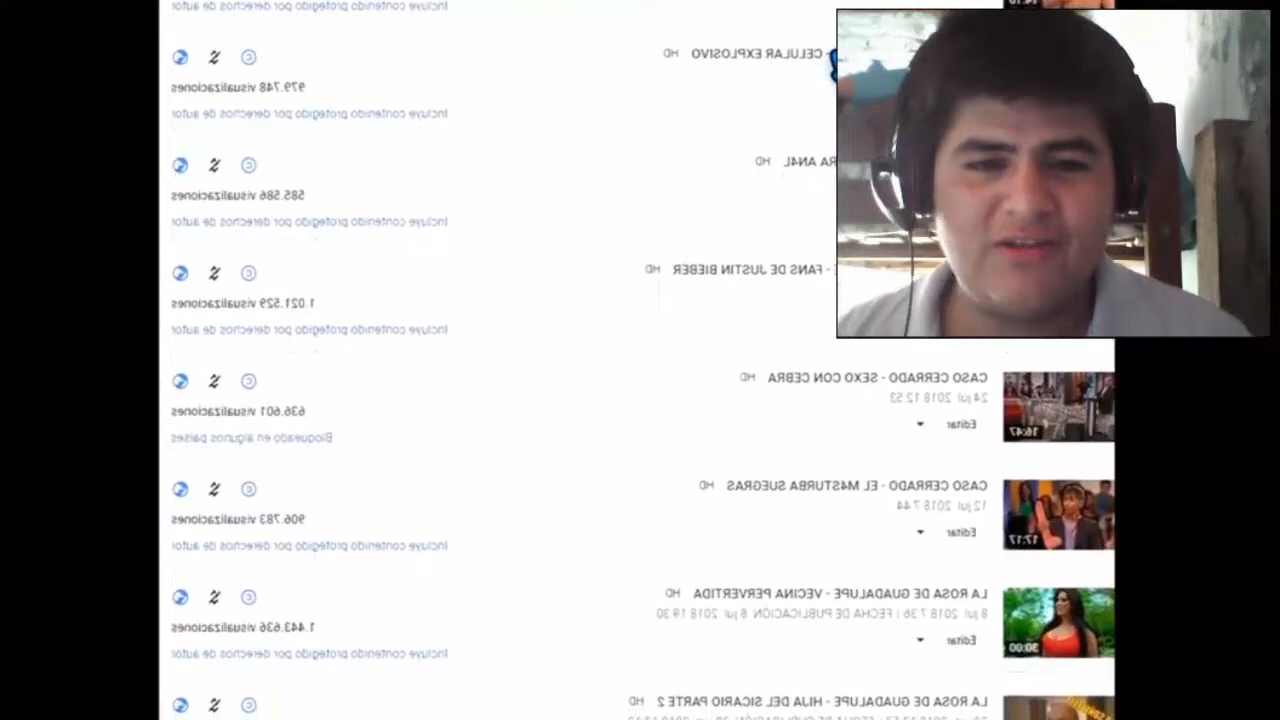 Incluye contenido protegido por derechos de autor
14:10
- CELULAR EXPLOSIVO HD
979.748 visualizaciones
Incluye contenido protegido por derechos de autor
RA AN4L HD
585.586 visualizaciones
Incluye contenido protegido por derechos de autor
- FANS DE JUSTIN BIEBER HD
1.021.529 visualizaciones
Incluye contenido protegido por derechos de autor
CASO CERRADO - SEXO CON CEBRA HD
24 jul. 2018 12:53
Editar
16:47
636.601 visualizaciones
Bloqueado en algunos países
CASO CERRADO - EL M4STURBA SUEGRAS HD
12 jul. 2018 7:44
Editar
17:17
906.783 visualizaciones
Incluye contenido protegido por derechos de autor
LA ROSA DE GUADALUPE - VECINA PERVERTIDA HD
8 jul. 2018 7:36 | FECHA DE PUBLICACIÓN: 8 jul. 2018 19:30
Editar
30:00
1.443.636 visualizaciones
Incluye contenido protegido por derechos de autor
LA ROSA DE GUADALUPE - HIJA DEL SICARIO PARTE 2 HD